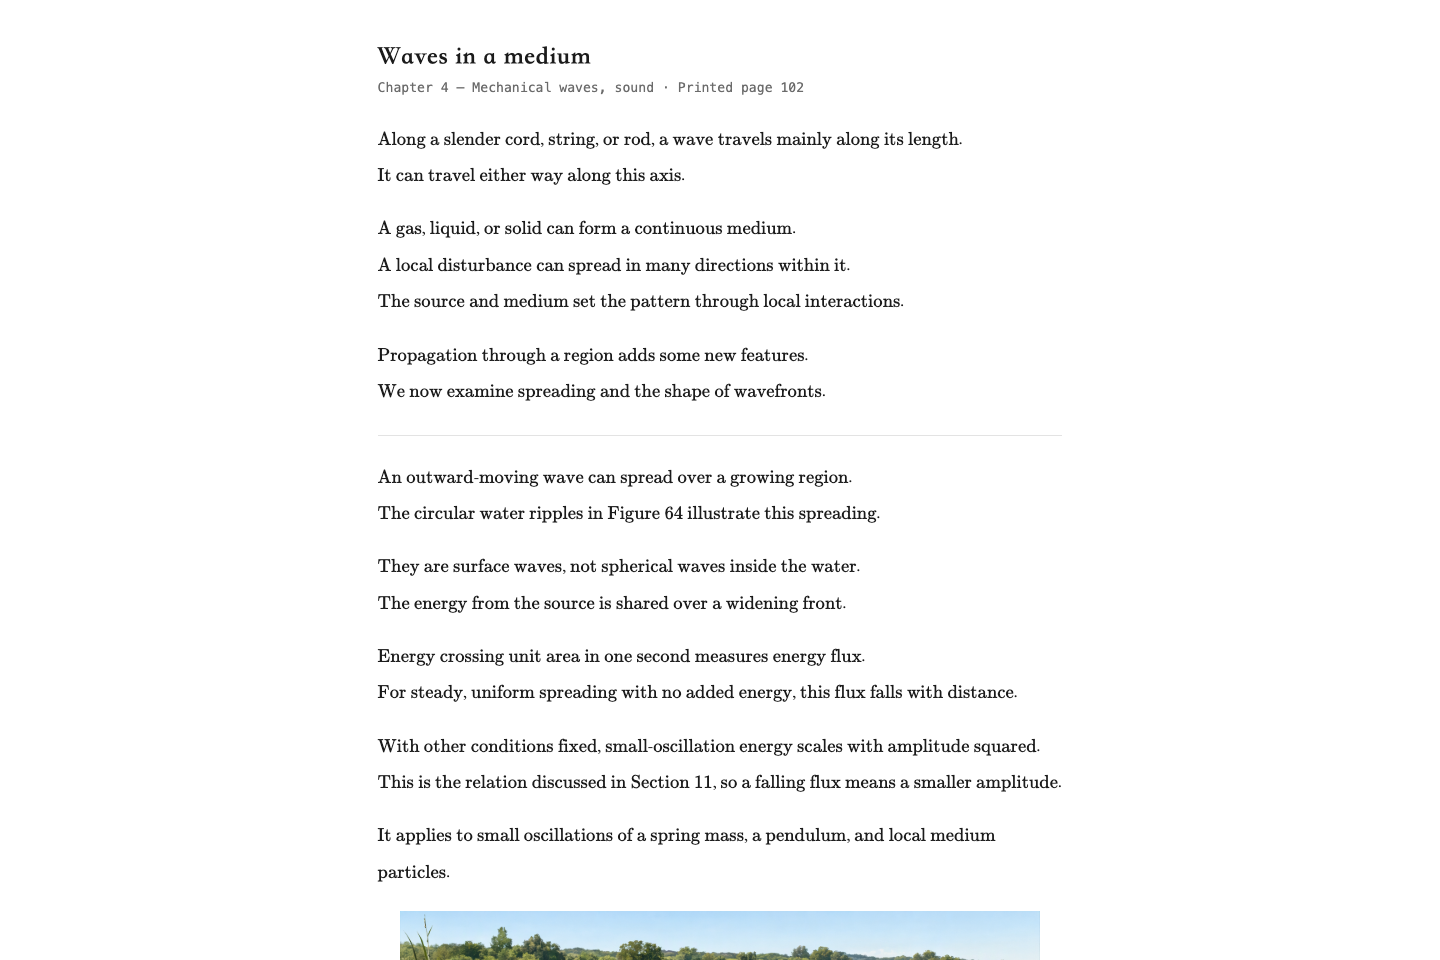 Waves in a medium
Chapter 4 — Mechanical waves, sound · Printed page 102
Along a slender cord, string, or rod, a wave travels mainly along its length.
It can travel either way along this axis.
A gas, liquid, or solid can form a continuous medium.
A local disturbance can spread in many directions within it.
The source and medium set the pattern through local interactions.
Propagation through a region adds some new features.
We now examine spreading and the shape of wavefronts.
An outward-moving wave can spread over a growing region.
The circular water ripples in Figure 64 illustrate this spreading.
They are surface waves, not spherical waves inside the water.
The energy from the source is shared over a widening front.
Energy crossing unit area in one second measures energy flux.
For steady, uniform spreading with no added energy, this flux falls with distance.
With other conditions fixed, small-oscillation energy scales with amplitude squared.
This is the relation discussed in Section 11, so a falling flux means a smaller amplitude.
It applies to small oscillations of a spring mass, a pendulum, and local medium
particles.